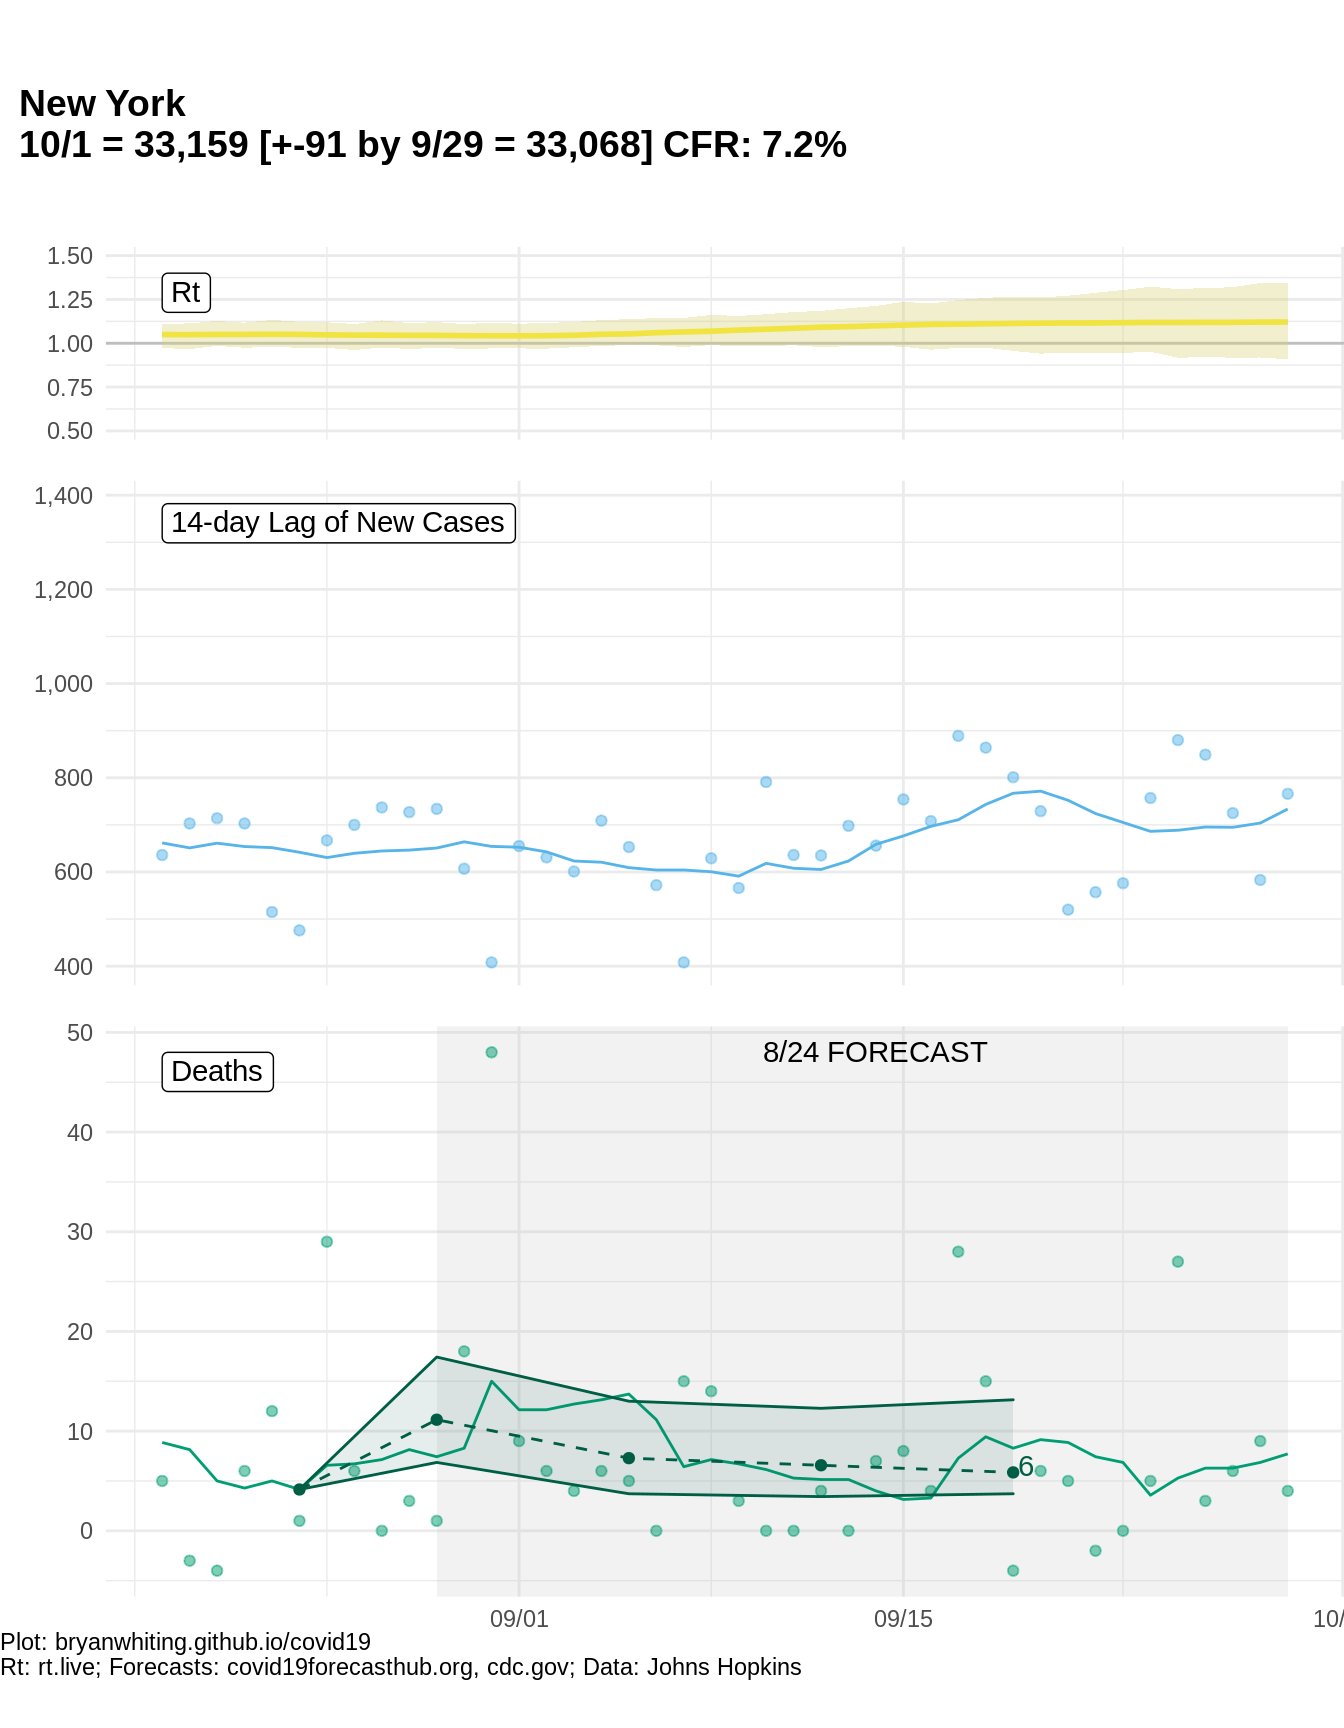 New York
10/1 = 33,159 [+-91 by 9/29 = 33,068] CFR: 7.2%
1.50
1.25
1.00
0.75
0.50
Rt
1,400
1,200
1,000
800
600
400
14-day Lag of New Cases
50
40
30
20
10
0
Deaths
8/24 FORECAST
6
09/01
09/15
10/
Plot: bryanwhiting.github.io/covid19
Rt: rt.live; Forecasts: covid19forecasthub.org, cdc.gov; Data: Johns Hopkins